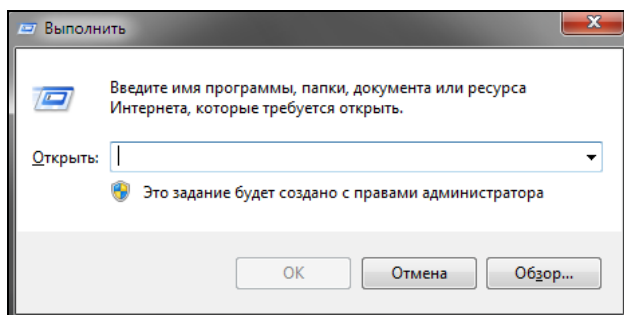 Выполнить
Введите имя программы, папки, документа или ресурса
Интернета, которые требуется открыть.
Открыть:
Это задание будет создано с правами администратора
ОК
Отмена
Обзор...